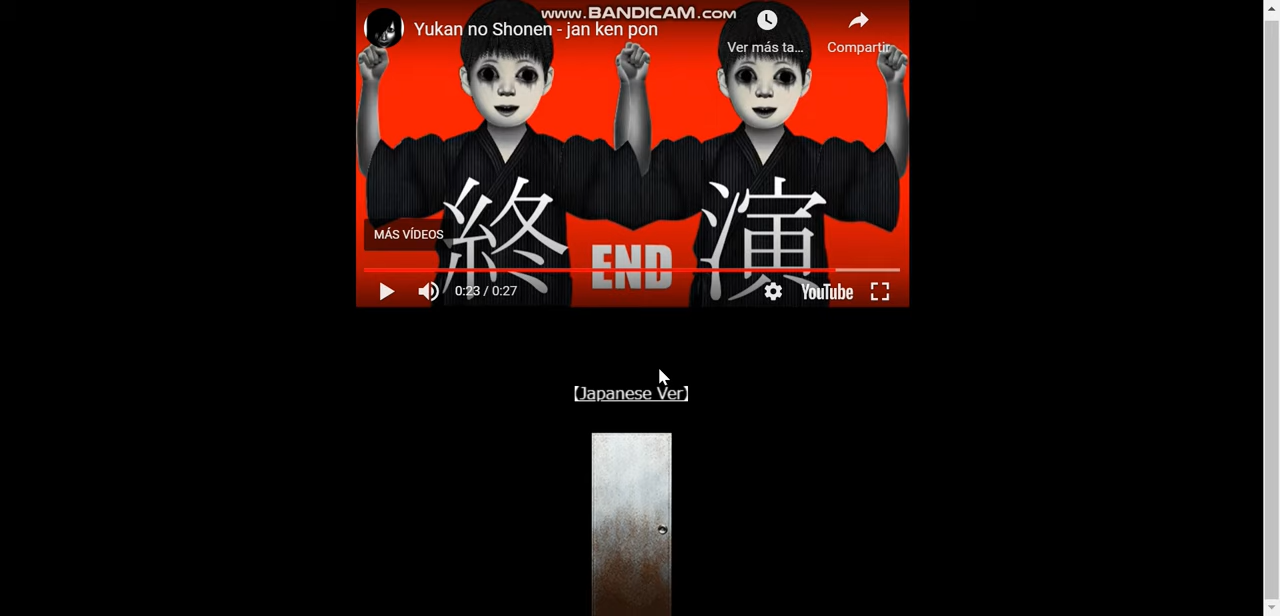 www.BANDICAM.com
Yukan no Shonen - jan ken pon
Ver más ta...
Compartir
終演
END
MÁS VÍDEOS
0:23 / 0:27
YouTube
【Japanese Ver】